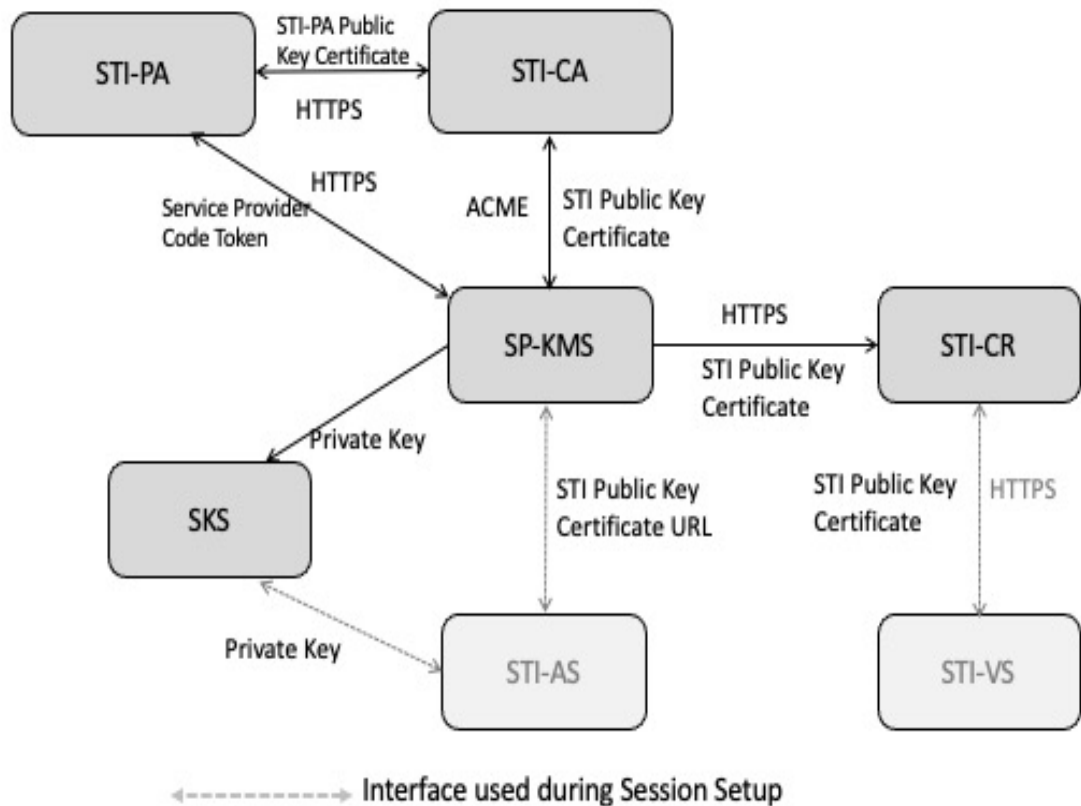 STI-PA Public
Key Certificate
STI-PA
STI-CA
HTTPS
HTTPS
Service Provider
Code Token
ACME
STI Public Key
Certificate
SP-KMS
HTTPS
STI Public Key
Certificate
STI-CR
Private Key
SKS
STI Public Key
Certificate URL
STI Public Key
Certificate
HTTPS
Private Key
STI-AS
STI-VS
Interface used during Session Setup